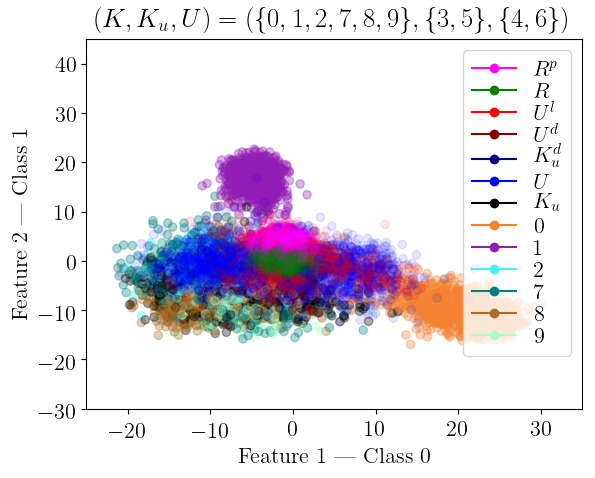 (K, K_u, U) = ({0, 1, 2, 7, 8, 9}, {3, 5}, {4, 6})
40
30
20
10
0
−10
−20
−30
Feature 2 — Class 1
R^p
R
U^l
U^d
K_u^d
U
K_u
0
1
2
7
8
9
−20
−10
0
10
20
30
Feature 1 — Class 0